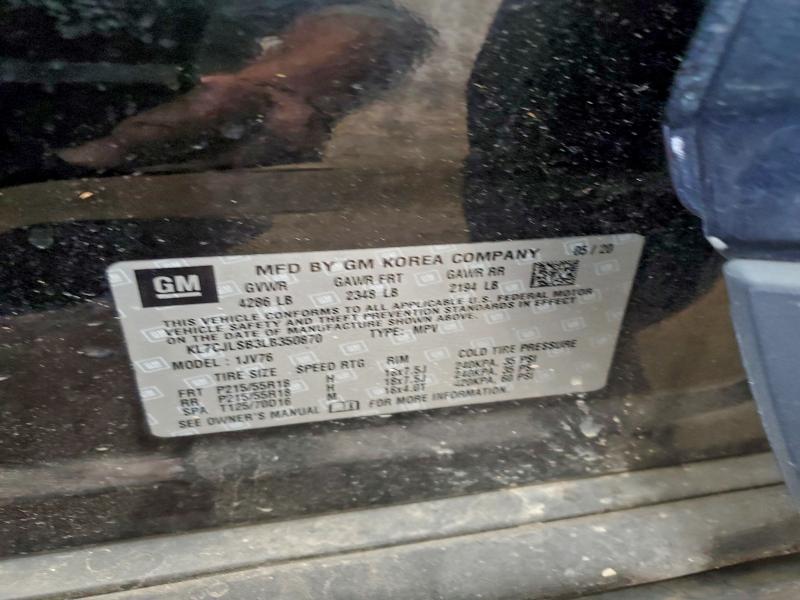 GM
MFD BY GM KOREA COMPANY 05 / 20
GVWR GAWR FRT GAWR RR
4286 LB 2348 LB 2194 LB
THIS VEHICLE CONFORMS TO ALL APPLICABLE U.S. FEDERAL MOTOR
VEHICLE SAFETY AND THEFT PREVENTION STANDARDS IN EFFECT
ON THE DATE OF MANUFACTURE SHOWN ABOVE.
KL7CJLSB3LB350870 TYPE: MPV
MODEL : 1JV76
TIRE SIZE SPEED RTG RIM COLD TIRE PRESSURE
FRT P215/55R18 H 18x7.5J 240KPA, 35 PSI
RR P215/55R18 H 18x7.5J 240KPA, 35 PSI
SPA T125/70D16 M 16x4.0T 420KPA, 60 PSI
SEE OWNER'S MANUAL FOR MORE INFORMATION.